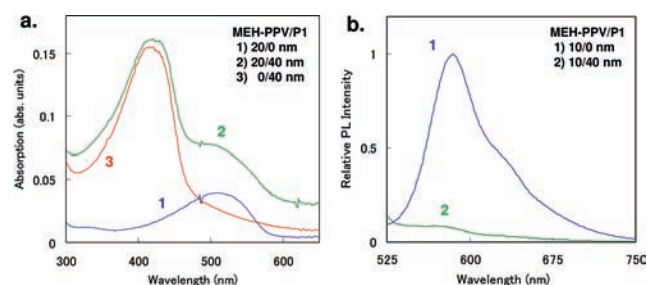 a.
MEH-PPV/P1
1) 20/0 nm
2) 20/40 nm
3) 0/40 nm
Absorption (abs. units)
0.15
0.1
0.05
0
1
2
3
300
400
500
600
Wavelength (nm)
b.
MEH-PPV/P1
1) 10/0 nm
2) 10/40 nm
Relative PL Intensity
1
0.5
0
1
2
525
600
675
750
Wavelength (nm)